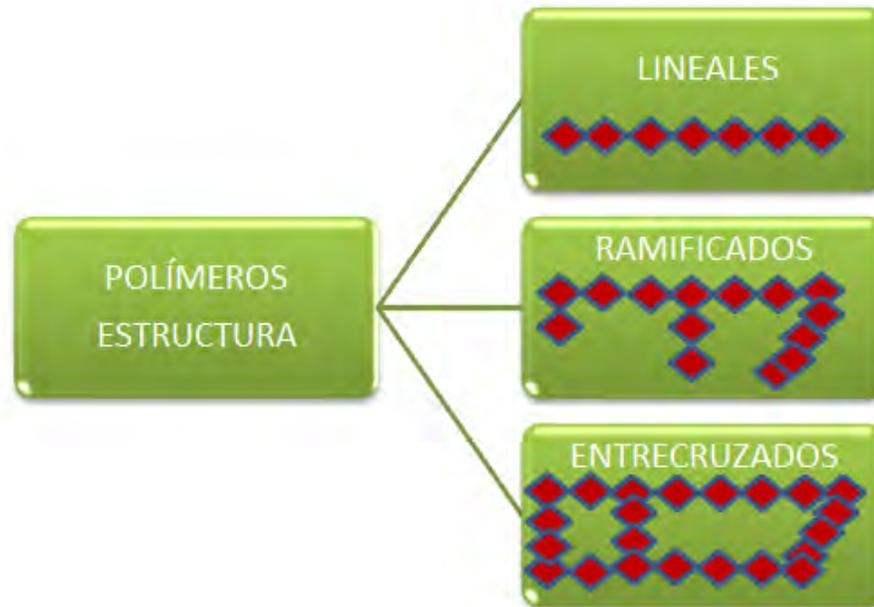 POLÍMEROS
ESTRUCTURA
LINEALES
RAMIFICADOS
ENTRECRUZADOS